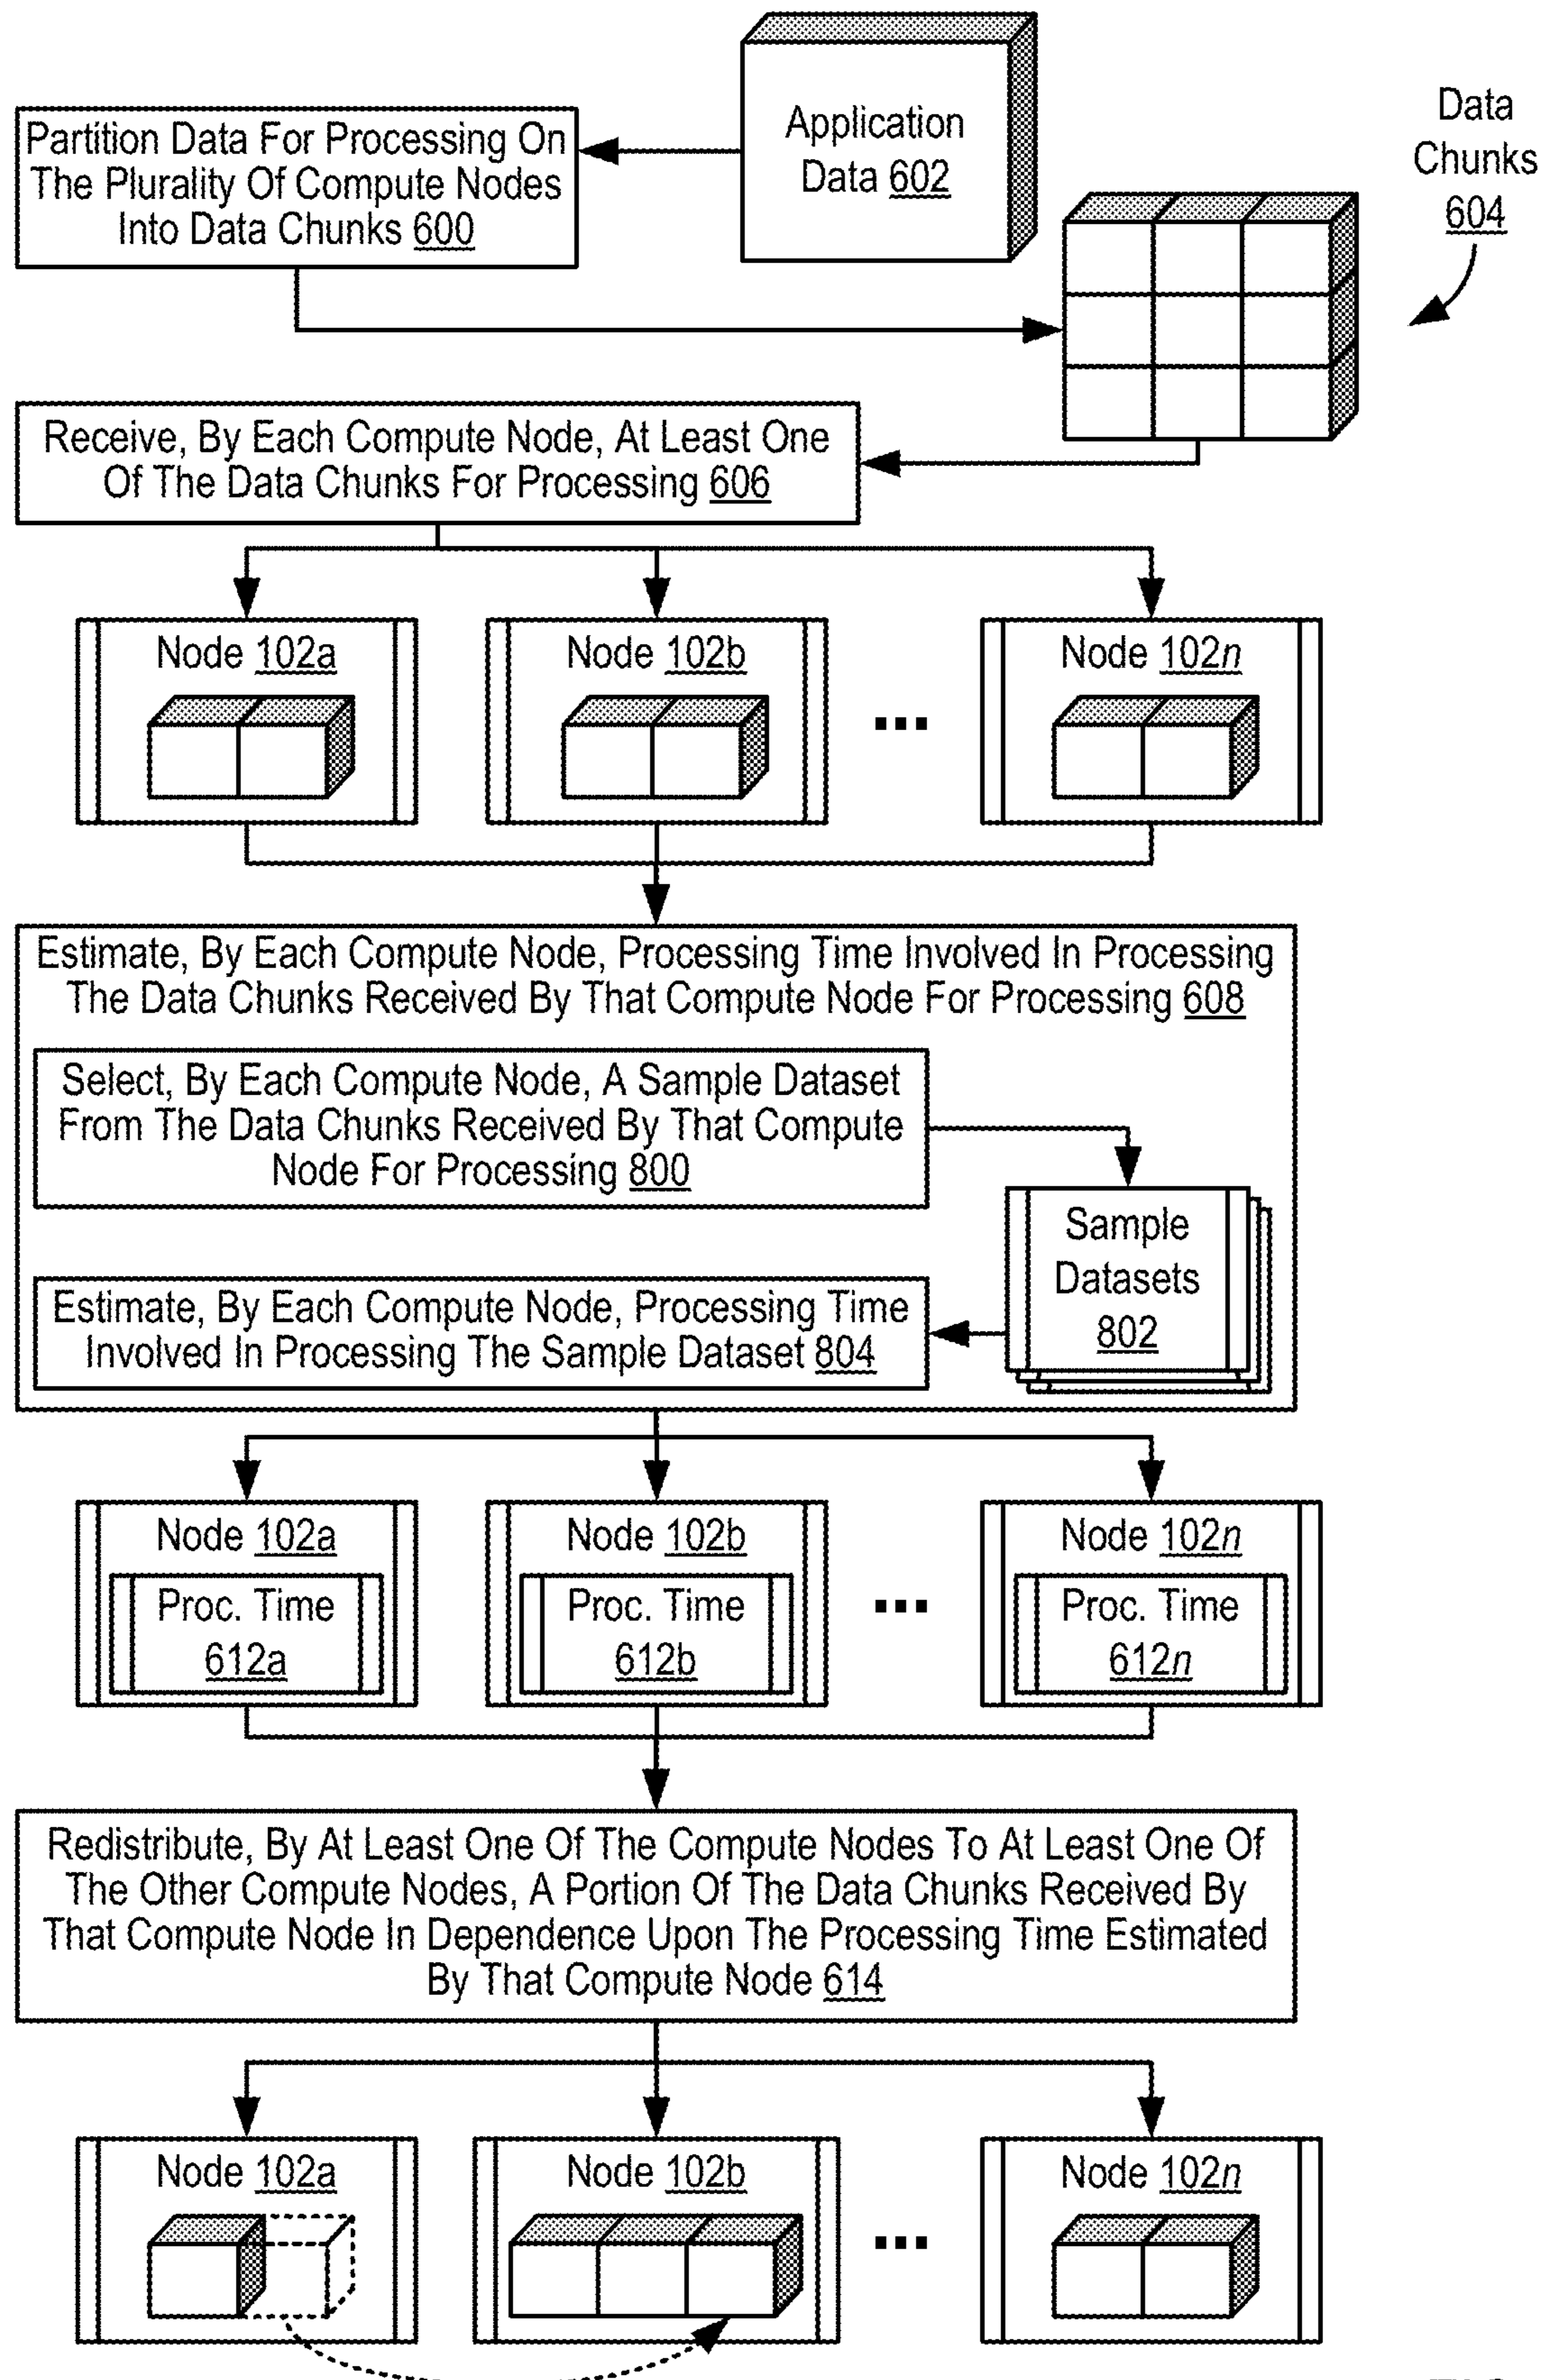 Application
Data 602
Data
Chunks
604
Partition Data For Processing On
The Plurality Of Compute Nodes
Into Data Chunks 600
Receive, By Each Compute Node, At Least One
Of The Data Chunks For Processing 606
Node 102a
Node 102b
...
Node 102n
Estimate, By Each Compute Node, Processing Time Involved In Processing
The Data Chunks Received By That Compute Node For Processing 608
Select, By Each Compute Node, A Sample Dataset
From The Data Chunks Received By That Compute
Node For Processing 800
Sample
Datasets
802
Estimate, By Each Compute Node, Processing Time
Involved In Processing The Sample Dataset 804
Node 102a
Proc. Time
612a
Node 102b
Proc. Time
612b
...
Node 102n
Proc. Time
612n
Redistribute, By At Least One Of The Compute Nodes To At Least One Of
The Other Compute Nodes, A Portion Of The Data Chunks Received By
That Compute Node In Dependence Upon The Processing Time Estimated
By That Compute Node 614
Node 102a
Node 102b
...
Node 102n